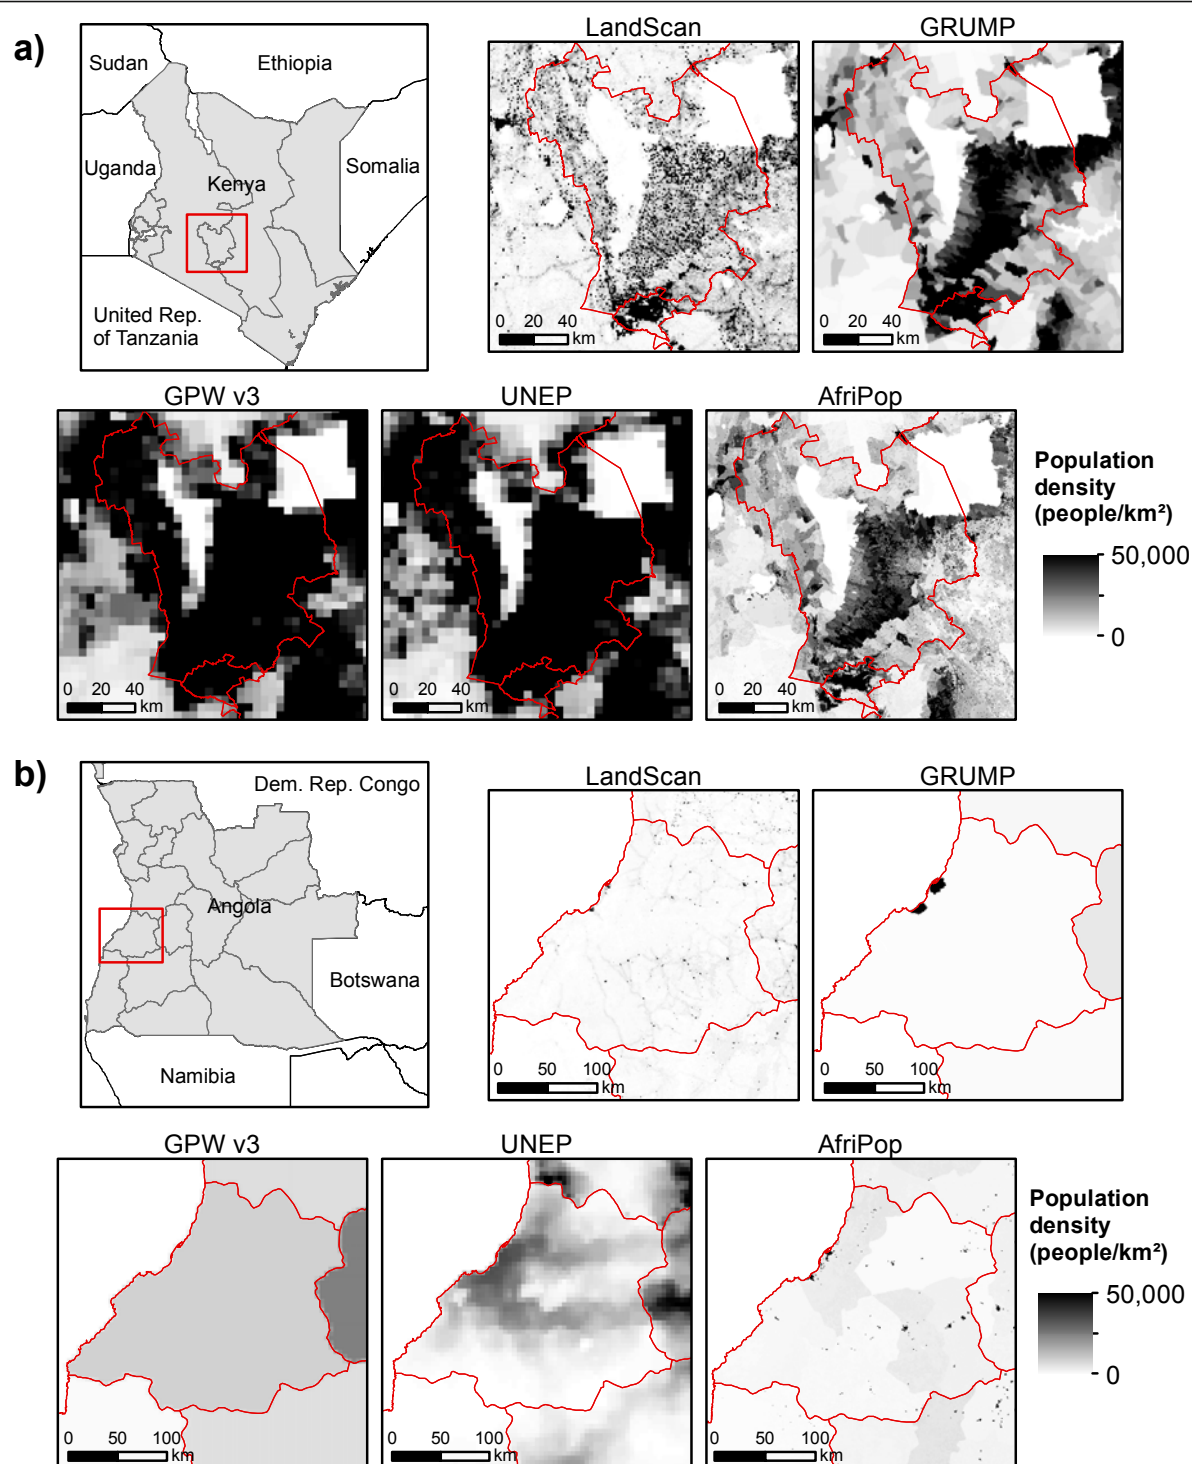 a)
Sudan
Ethiopia
Uganda
Kenya
Somalia
United Rep.
of Tanzania
LandScan
0 20 40
km
GRUMP
0 20 40
km
GPW v3
0 20 40
km
UNEP
0 20 40
km
AfriPop
0 20 40
km
Population
density
(people/km²)
50,000
0
b)
Dem. Rep. Congo
Angola
Botswana
Namibia
LandScan
0 50 100
km
GRUMP
0 50 100
km
GPW v3
0 50 100
km
UNEP
0 50 100
km
AfriPop
0 50 100
km
Population
density
(people/km²)
50,000
0